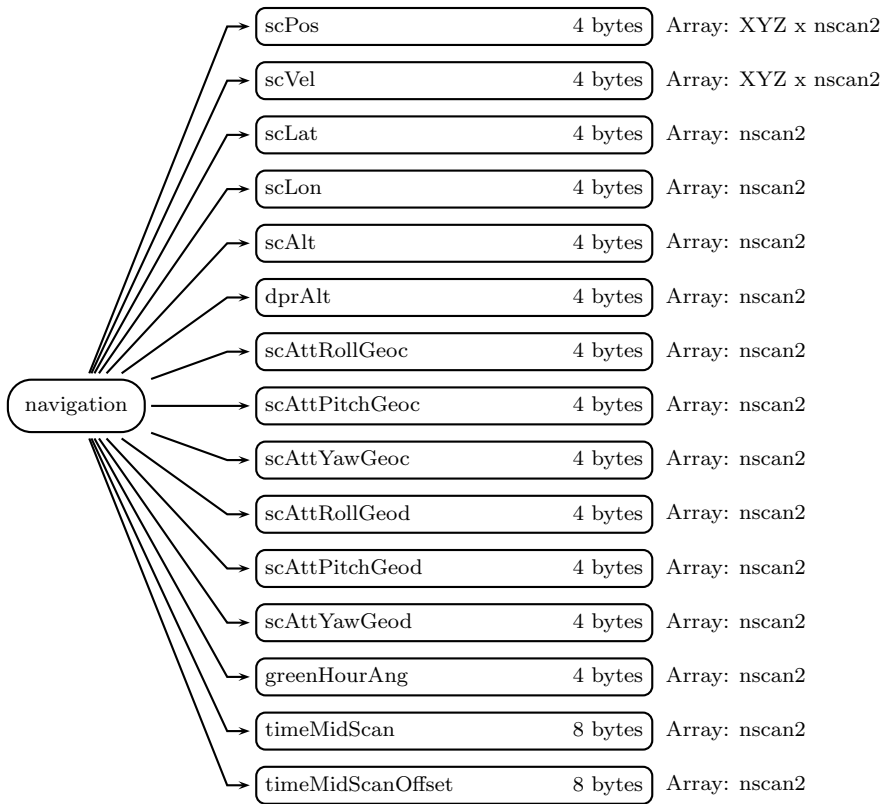 scPos 4 bytes Array: XYZ x nscan2
scVel 4 bytes Array: XYZ x nscan2
scLat 4 bytes Array: nscan2
scLon 4 bytes Array: nscan2
scAlt 4 bytes Array: nscan2
dprAlt 4 bytes Array: nscan2
scAttRollGeoc 4 bytes Array: nscan2
navigation scAttPitchGeoc 4 bytes Array: nscan2
scAttYawGeoc 4 bytes Array: nscan2
scAttRollGeod 4 bytes Array: nscan2
scAttPitchGeod 4 bytes Array: nscan2
scAttYawGeod 4 bytes Array: nscan2
greenHourAng 4 bytes Array: nscan2
timeMidScan 8 bytes Array: nscan2
timeMidScanOffset 8 bytes Array: nscan2